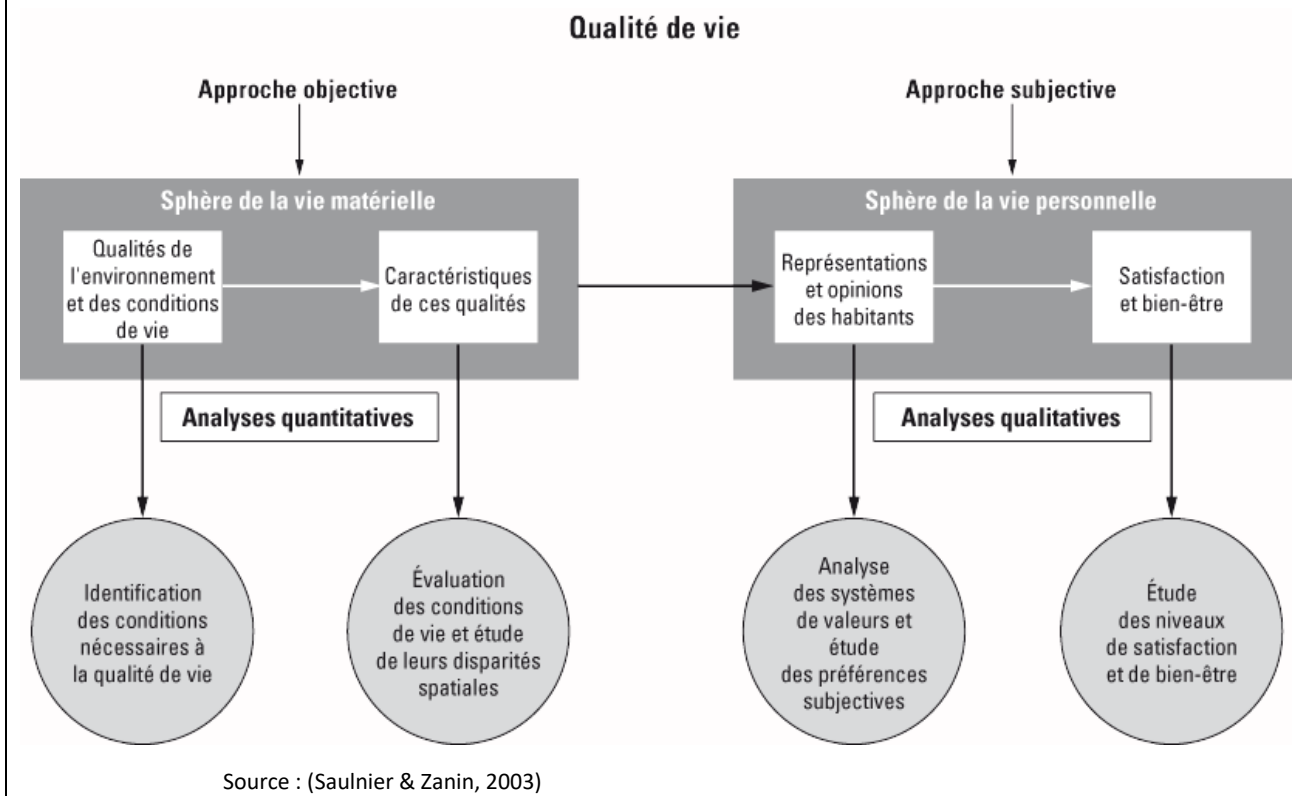 Qualité de vie
Approche objective
Approche subjective
Sphère de la vie matérielle
Sphère de la vie personnelle
Qualités de
l'environnement
et des conditions
de vie
Caractéristiques
de ces qualités
Représentations
et opinions
des habitants
Satisfaction
et bien-être
Analyses quantitatives
Analyses qualitatives
Identification
des conditions
nécessaires à
la qualité de vie
Évaluation
des conditions
de vie et étude
de leurs disparités
spatiales
Analyse
des systèmes
de valeurs et
étude
des préférences
subjectives
Étude
des niveaux
de satisfaction
et de bien-être
Source : (Saulnier & Zanin, 2003)